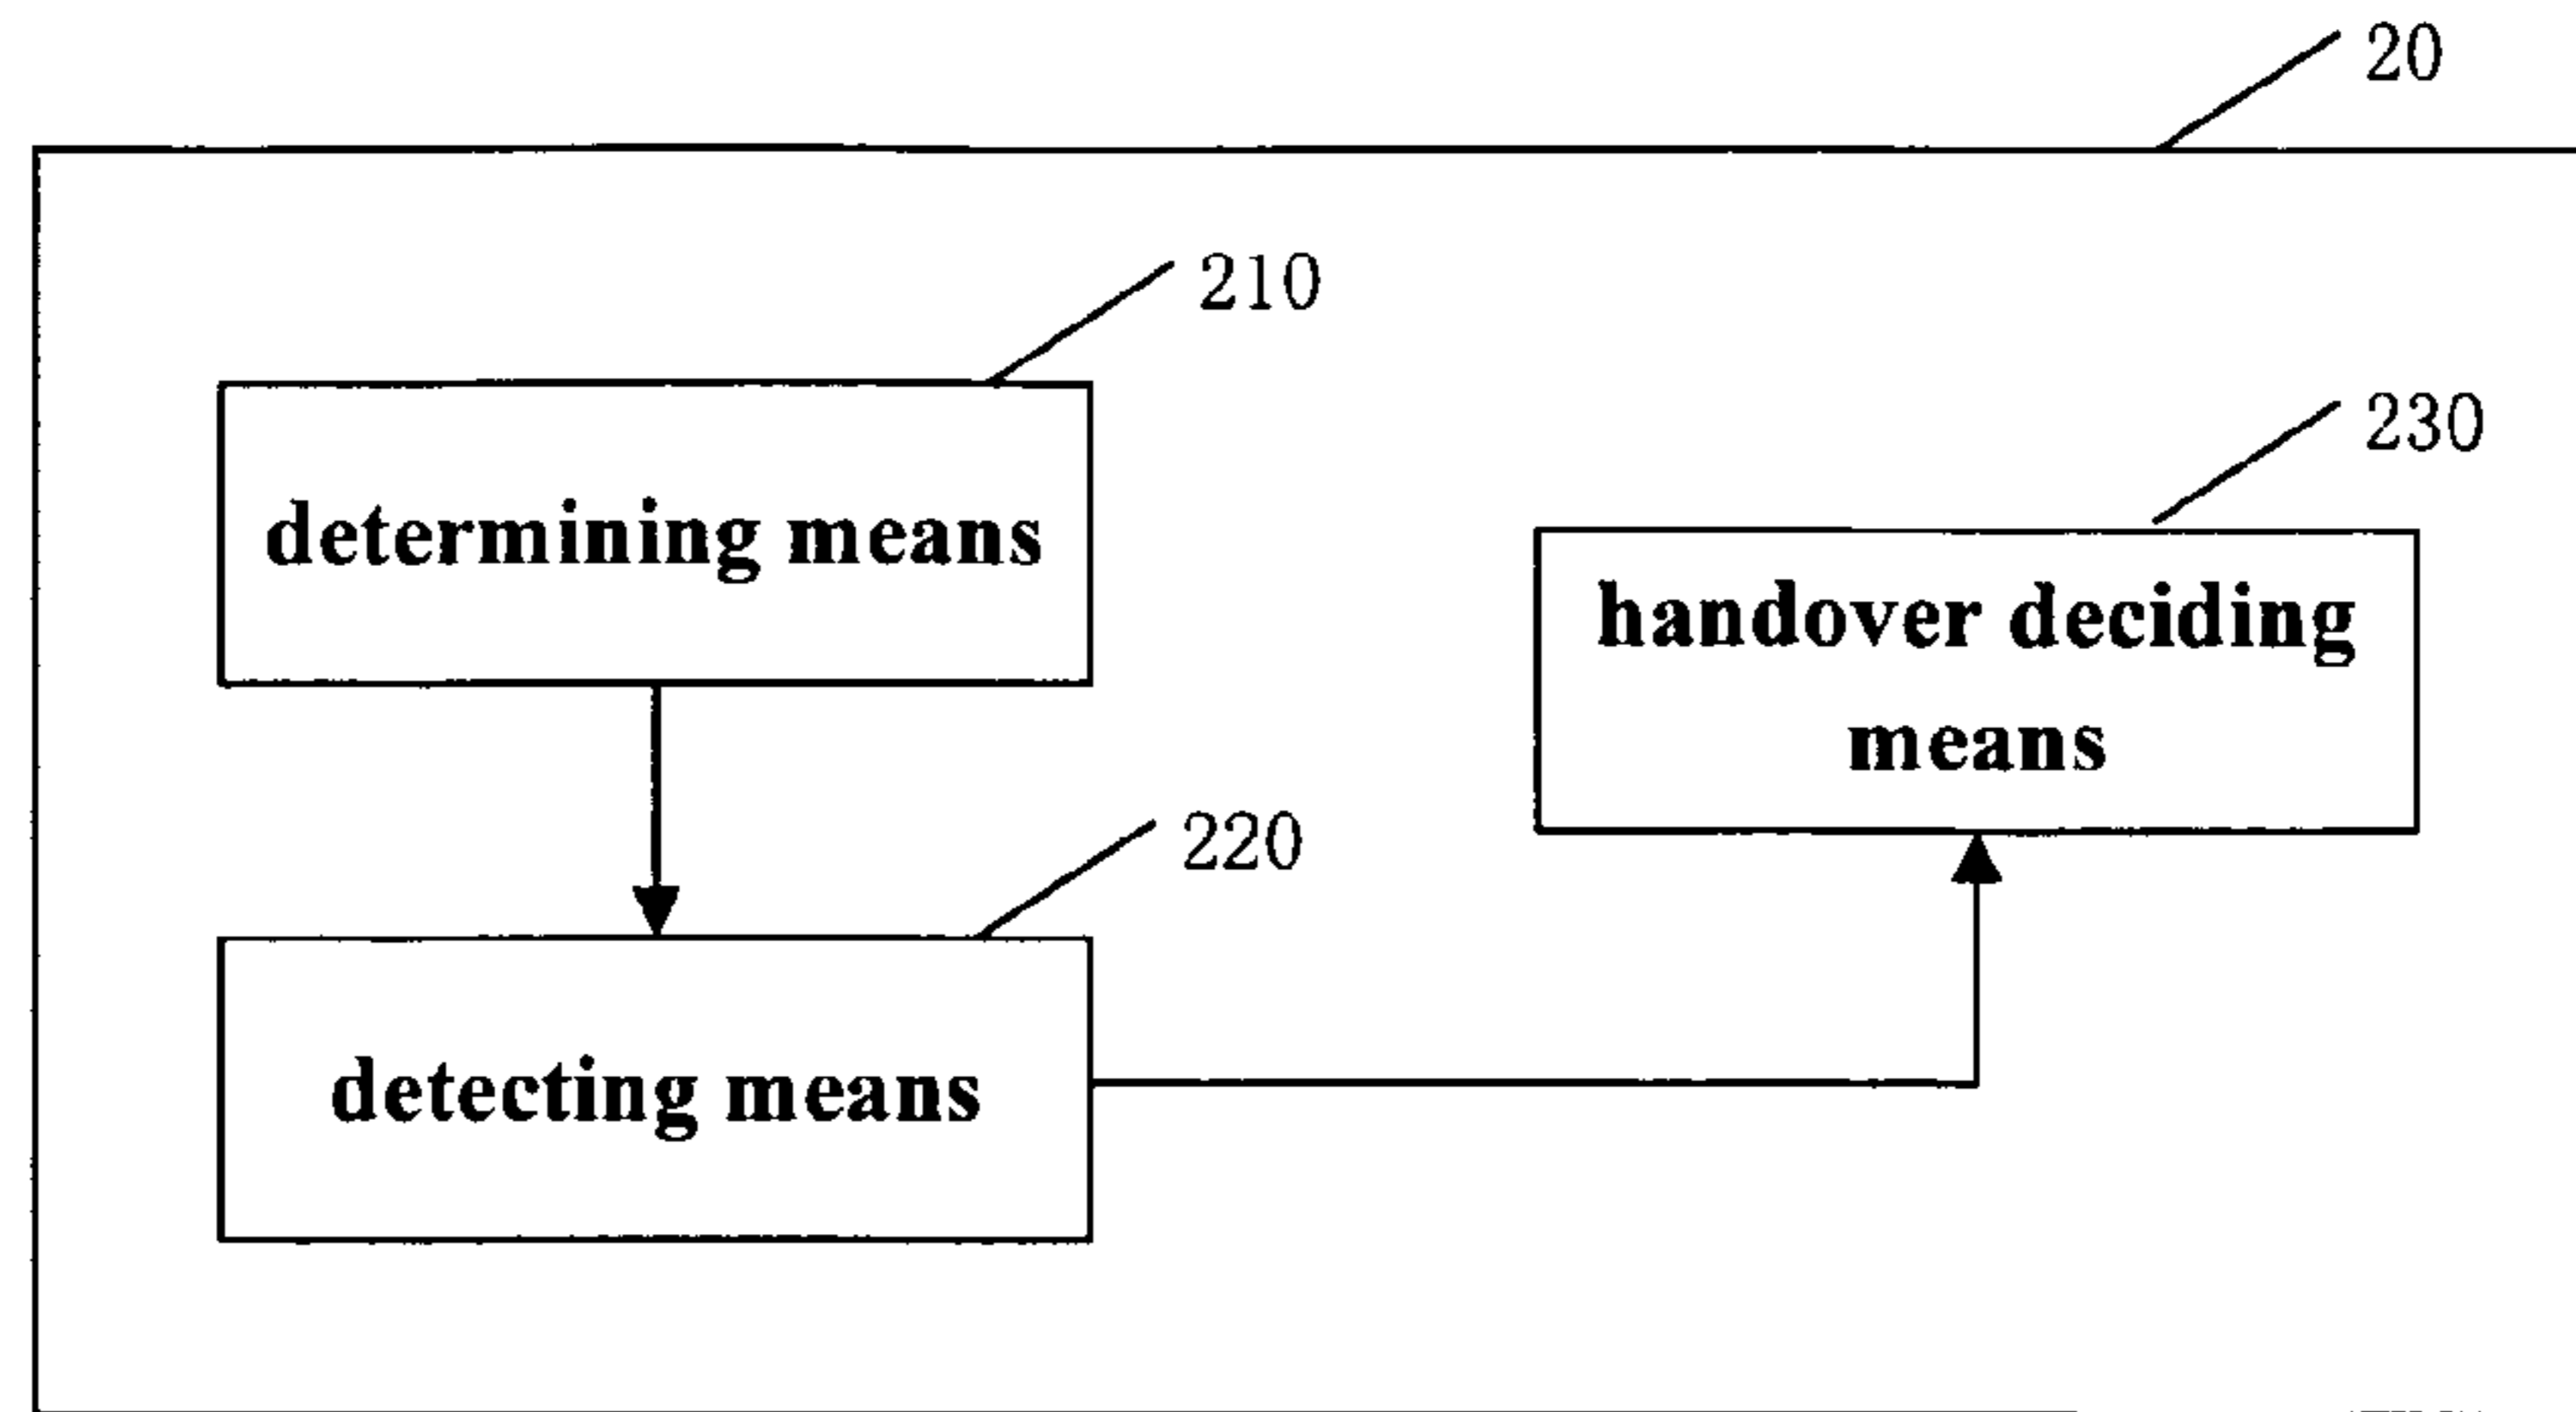 20
210
determining means
230
handover deciding
means
220
detecting means